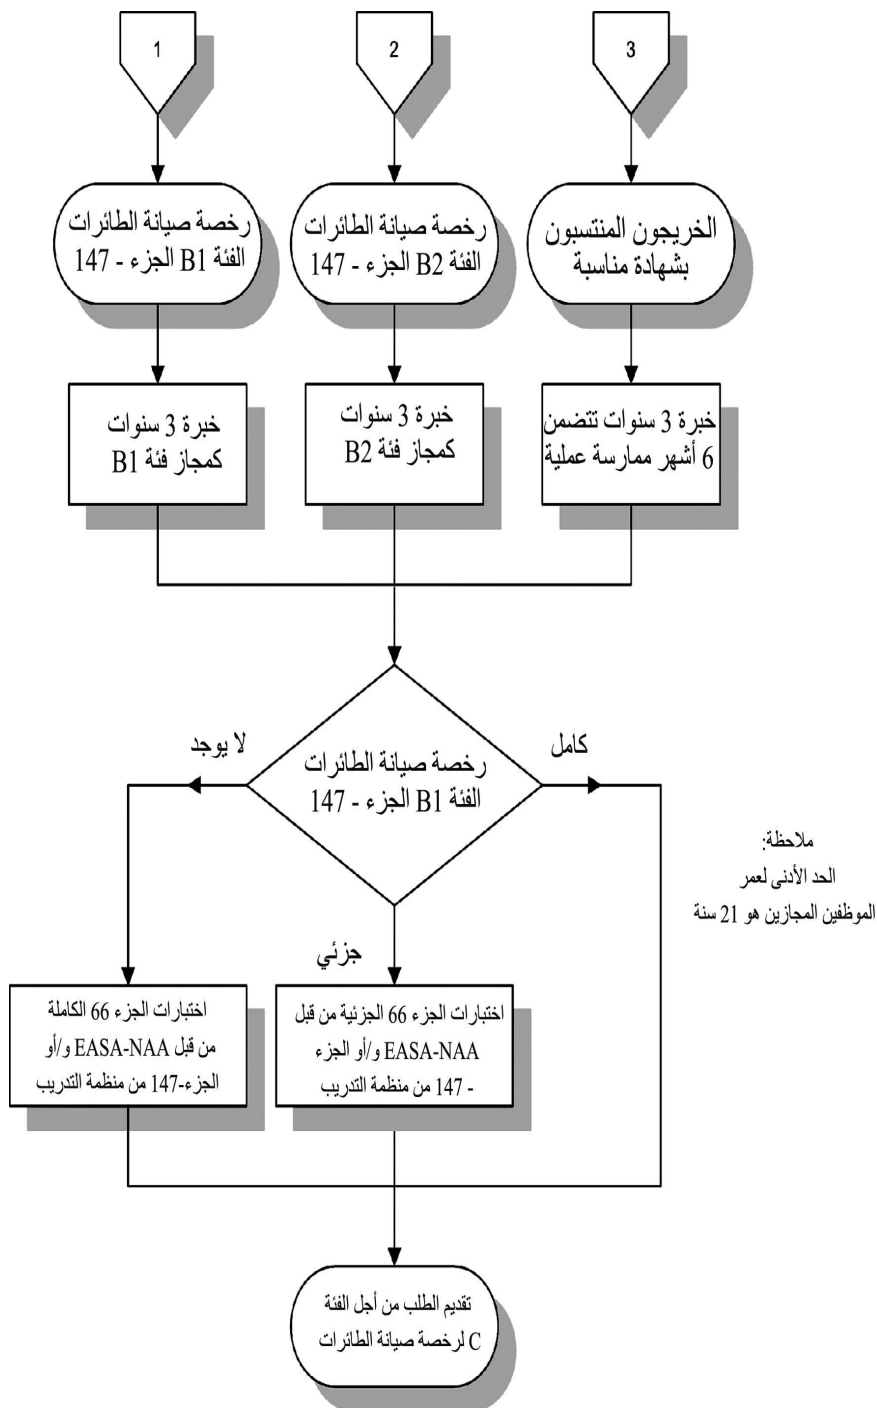 1
2
3
رخصة صيانة الطائرات
الفئة B1 الجزء - 147
رخصة صيانة الطائرات
الفئة B2 الجزء - 147
الخريجون المنتسبون
بشهادة مناسبة
خبرة 3 سنوات
كمجاز فئة B1
خبرة 3 سنوات
كمجاز فئة B2
خبرة 3 سنوات تتضمن
6 أشهر ممارسة عملية
لا يوجد
كامل
رخصة صيانة الطائرات
الفئة B1 الجزء - 147
ملاحظة:
الحد الأدنى لعمر
الموظفين المجازين هو 21 سنة
جزئي
اختبارات الجزء 66 الكاملة
من قبل EASA-NAA و/أو
الجزء-147 من منظمة التدريب
اختبارات الجزء 66 الجزئية من قبل
EASA-NAA و/أو الجزء
- 147 من منظمة التدريب
تقديم الطلب من أجل الفئة
C لرخصة صيانة الطائرات